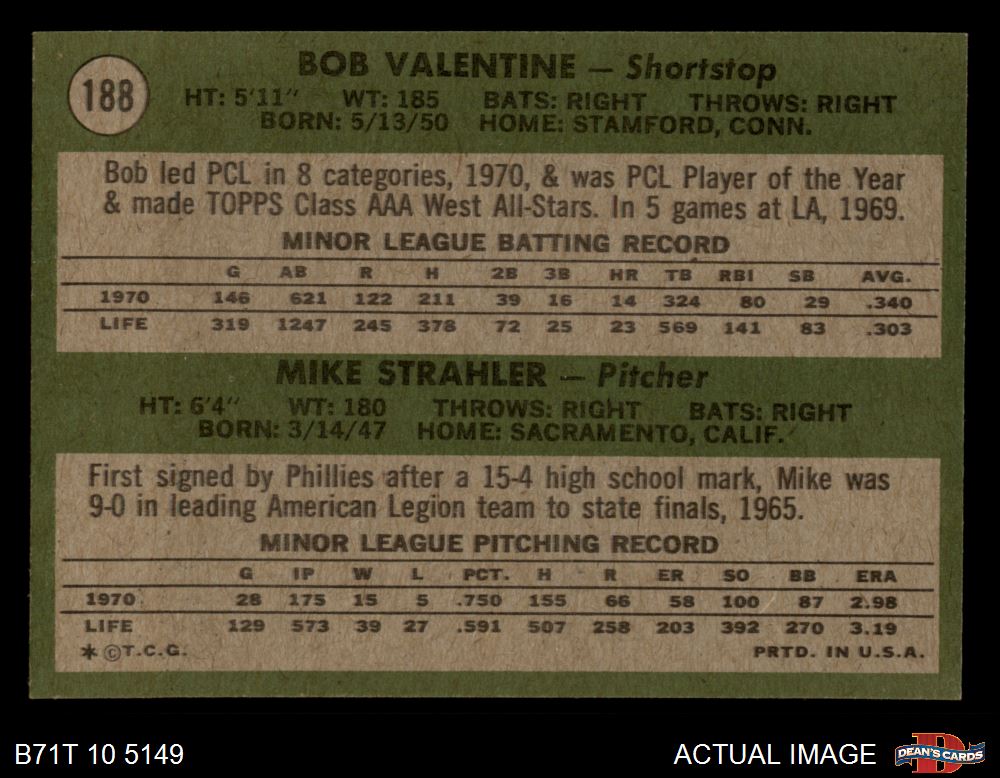 188
BOB VALENTINE — Shortstop
HT: 5'11" WT: 185 BATS: RIGHT THROWS: RIGHT
BORN: 5/13/50 HOME: STAMFORD, CONN.
Bob led PCL in 8 categories, 1970, & was PCL Player of the Year
& made TOPPS Class AAA West All-Stars. In 5 games at LA, 1969.
MINOR LEAGUE BATTING RECORD
G AB R H 2B 3B HR TB RBI SB AVG.
1970 146 621 122 211 39 16 14 324 80 29 .340
LIFE 319 1247 245 378 72 25 23 569 141 83 .303
MIKE STRAHLER — Pitcher
HT: 6'4" WT: 180 THROWS: RIGHT BATS: RIGHT
BORN: 3/14/47 HOME: SACRAMENTO, CALIF.
First signed by Phillies after a 15-4 high school mark, Mike was
9-0 in leading American Legion team to state finals, 1965.
MINOR LEAGUE PITCHING RECORD
G IP W L PCT. H R ER SO BB ERA
1970 28 175 15 5 .750 155 66 58 100 87 2.98
LIFE 129 573 39 27 .591 507 258 203 392 270 3.19
* ©T.C.G. PRTD. IN U.S.A.
B71T 10 5149 ACTUAL IMAGE DEAN'S CARDS